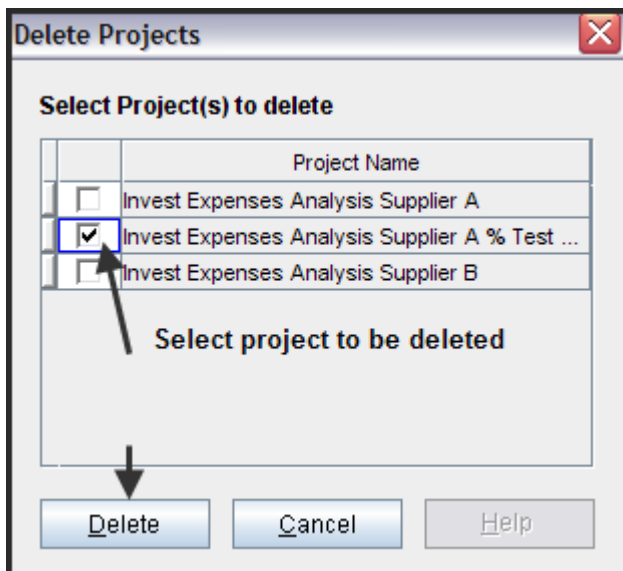 Delete Projects
Select Project(s) to delete
Project Name
Invest Expenses Analysis Supplier A
Invest Expenses Analysis Supplier A % Test ...
Invest Expenses Analysis Supplier B
Select project to be deleted
Delete Cancel Help